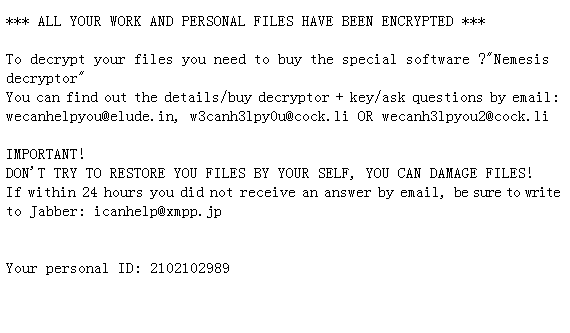 *** ALL YOUR WORK AND PERSONAL FILES HAVE BEEN ENCRYPTED ***
To decrypt your files you need to buy the special software ?"Nemesis
decryptor"
You can find out the details/buy decryptor + key/ask questions by email:
wecanhelpyou@elude.in, w3canh3lpy0u@cock.li OR wecanh3lpyou2@cock.li
IMPORTANT!
DON'T TRY TO RESTORE YOU FILES BY YOUR SELF, YOU CAN DAMAGE FILES!
If within 24 hours you did not receive an answer by email, be sure to write
to Jabber: icanhelp@xmpp.jp
Your personal ID: 2102102989